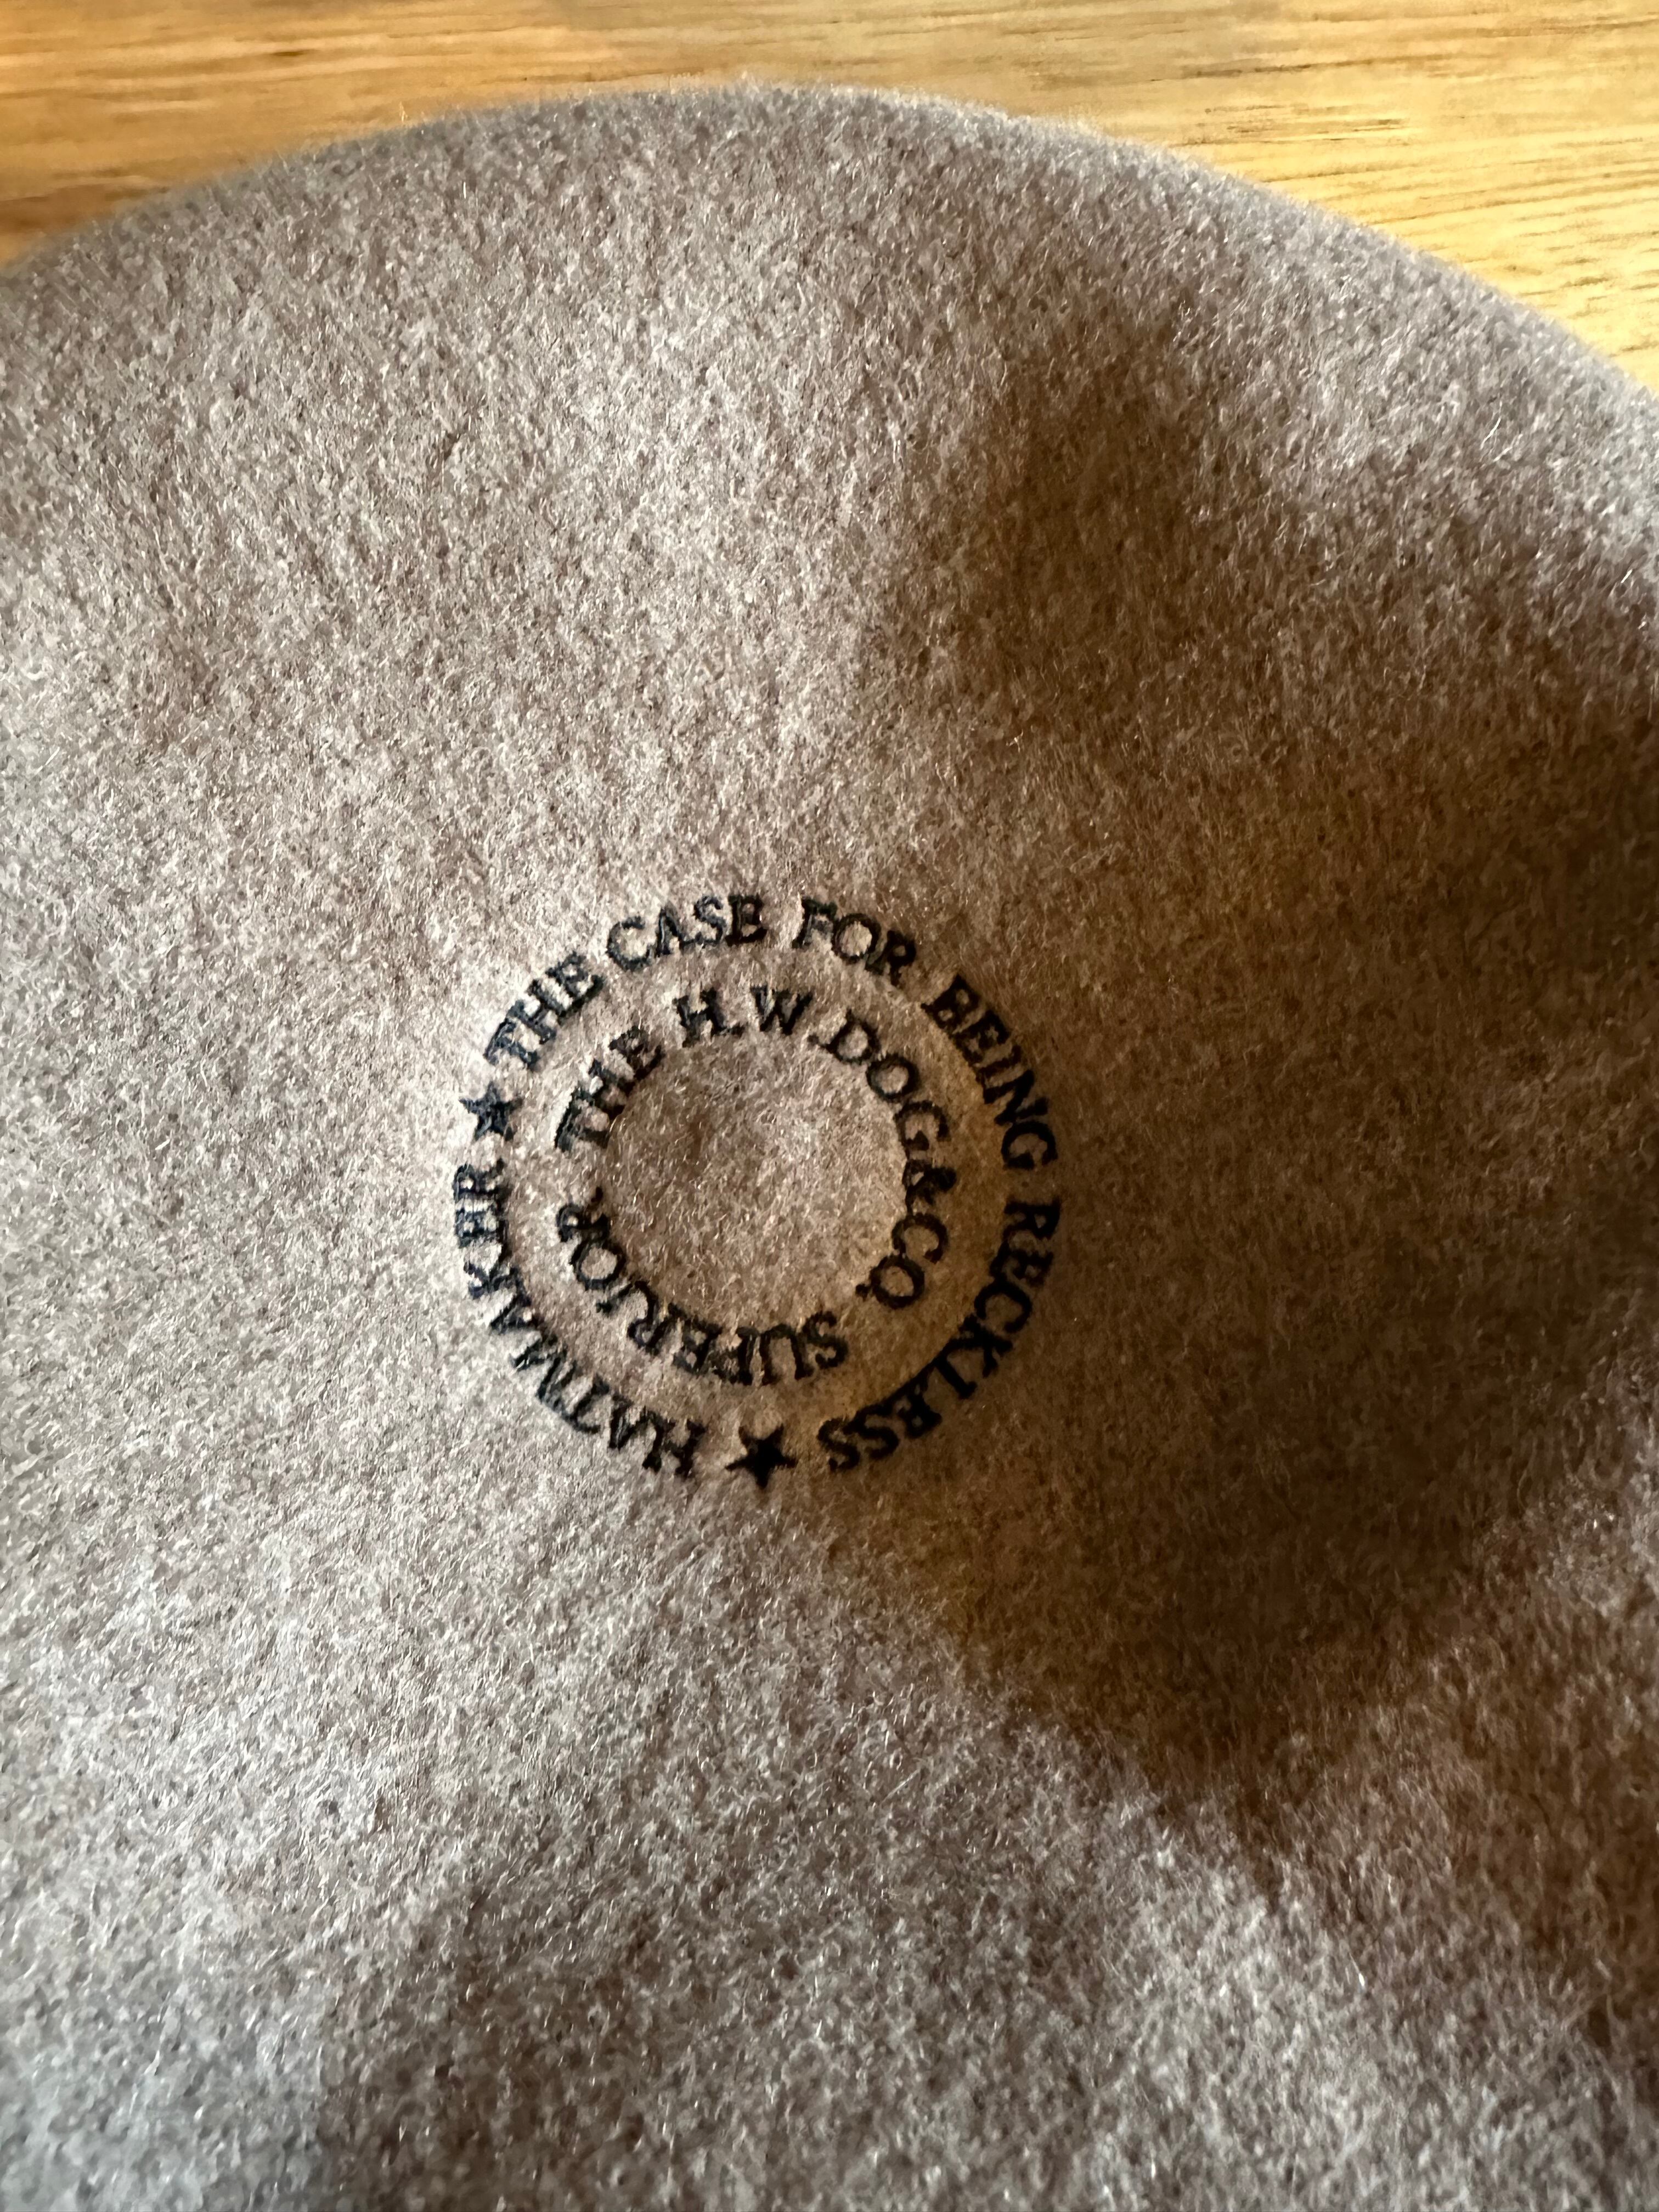 ★ THE CASE FOR BEING RECKLESS ★ HATMAKER
THE H.W.DOG&CO. SUPERIOR